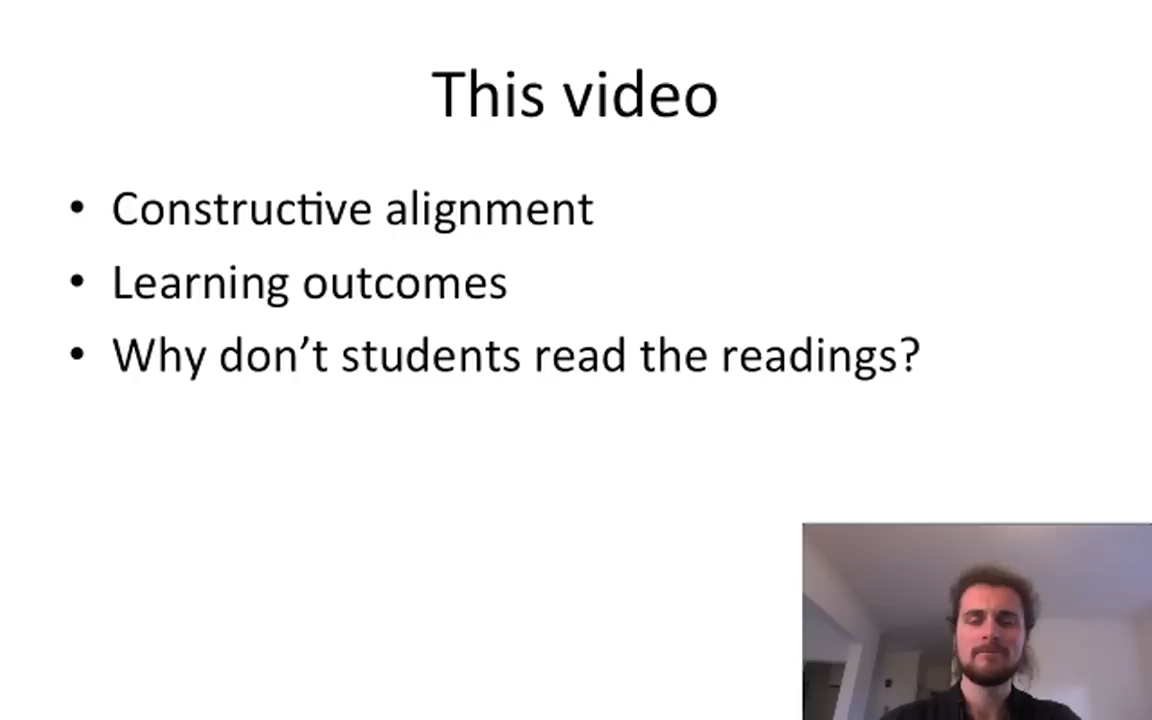 This video
• Constructive alignment
• Learning outcomes
• Why don’t students read the readings?